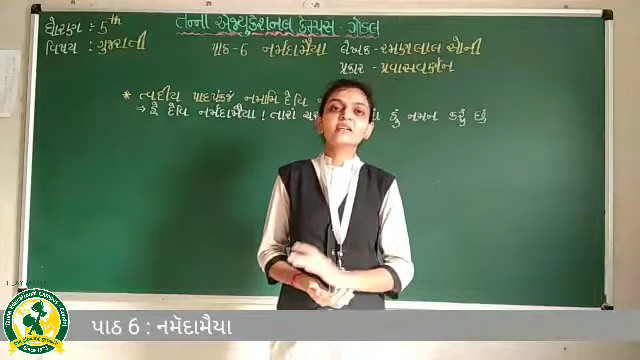 ધોરણ : 5th
વિષય : ગુજરાતી
તન્ના એજ્યુકેશનલ કેમ્પસ - ગોંડલ
પાઠ-6 નર્મદામૈયા લેખક - રમણલાલ સોની
પ્રકાર - પ્રવાસવર્ણન
* ત્વદીય પાદપંકજં નમામિ દેવિ
→ હે દેવિ નર્મદામૈયા ! તારા હું નમન કરું છું
પાઠ 6 : નર્મદામૈયા